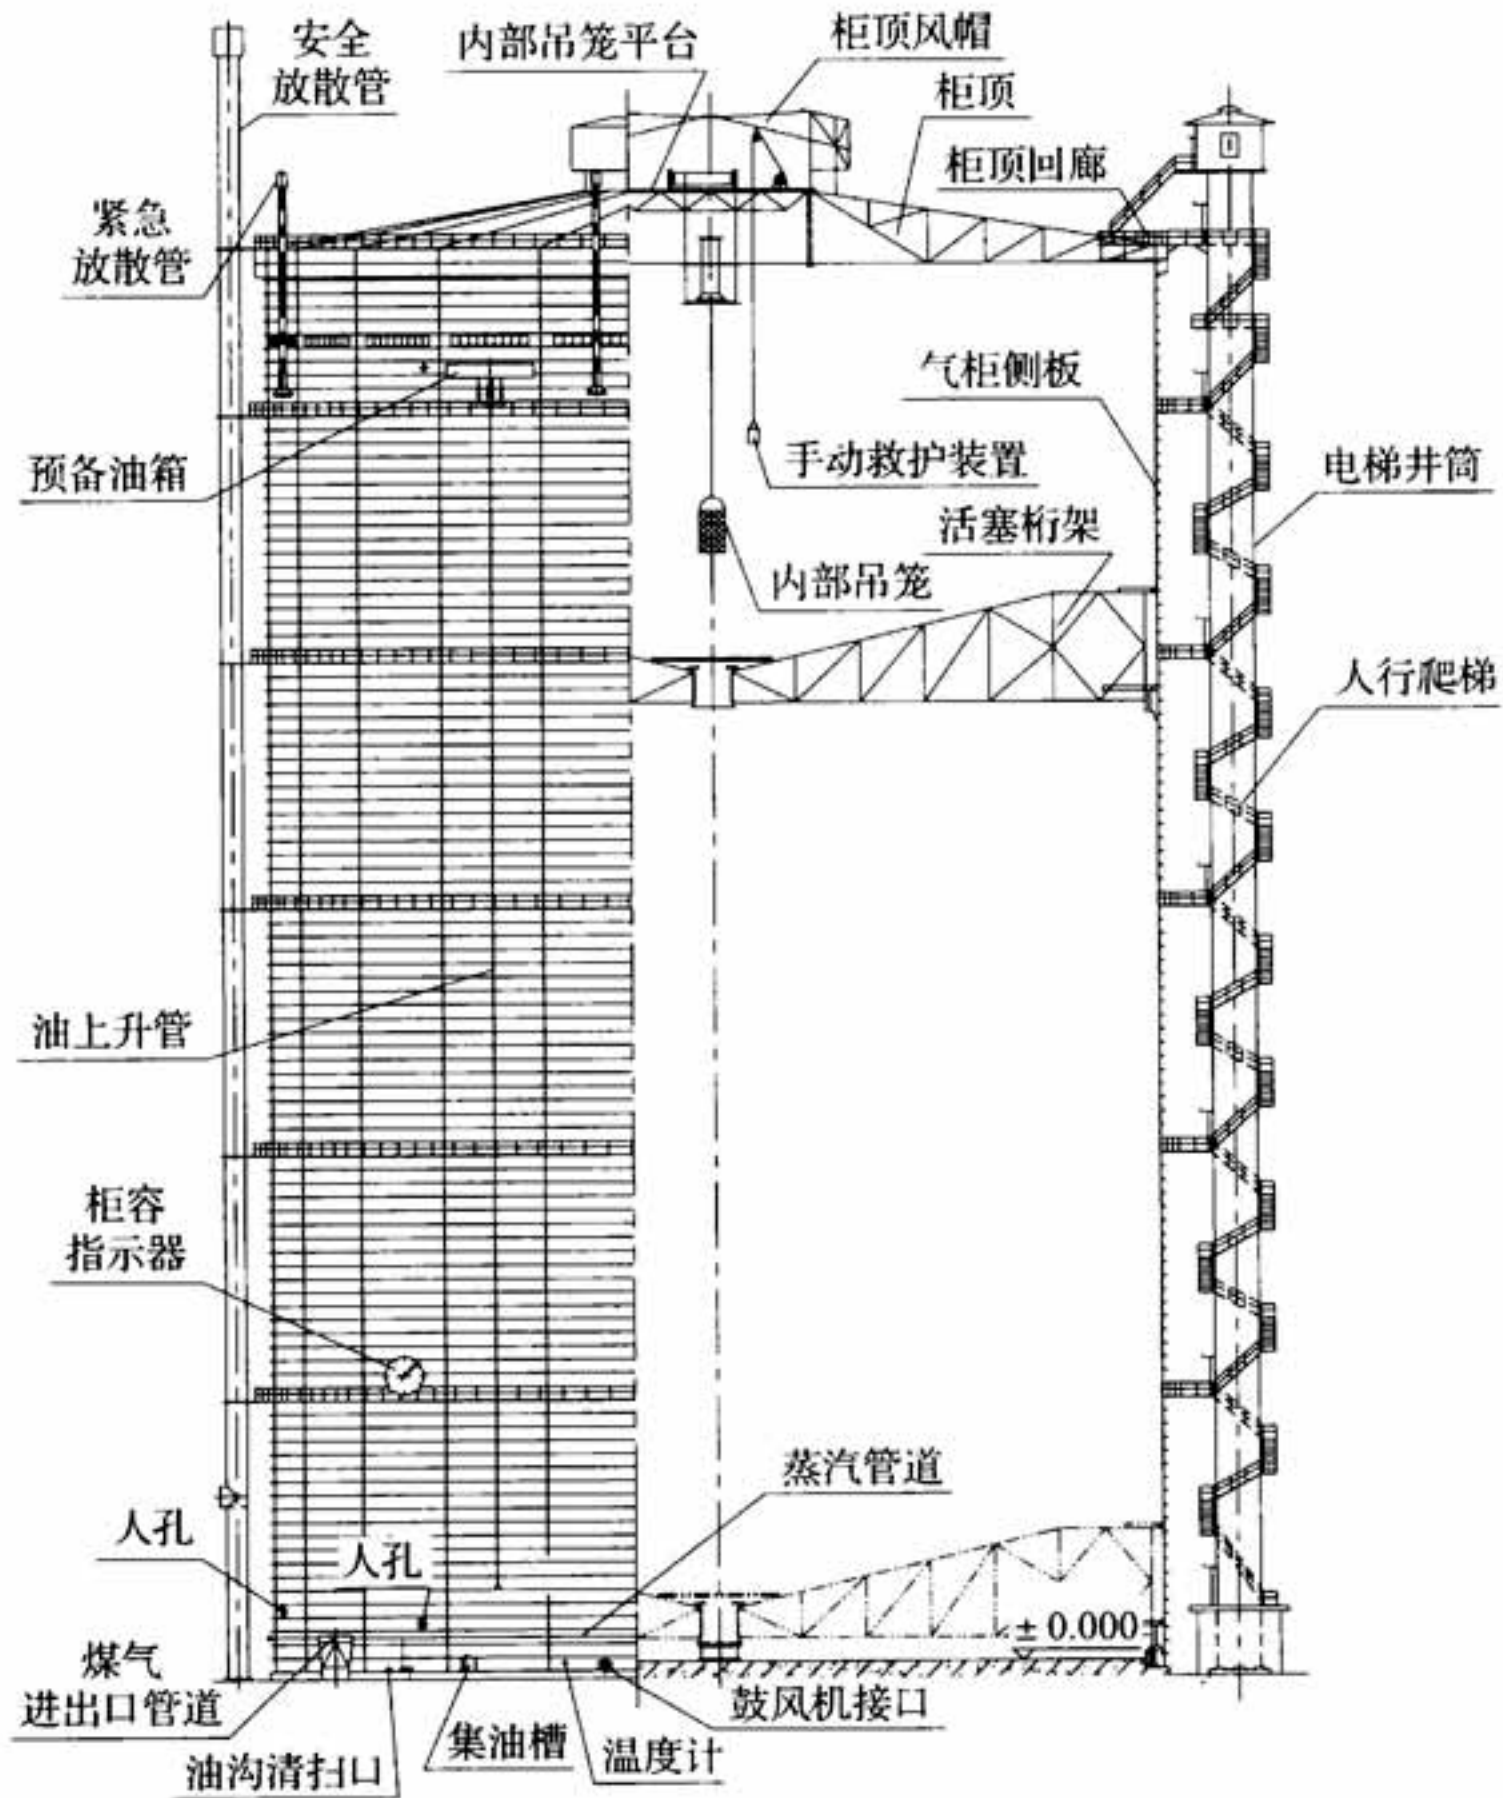 安全
放散管
内部吊笼平台
柜顶风帽
柜顶
柜顶回廊
紧急
放散管
气柜侧板
预备油箱
手动救护装置
电梯井筒
活塞桁架
内部吊笼
人行爬梯
油上升管
柜容
指示器
蒸汽管道
人孔
人孔
± 0.000
煤气
进出口管道
鼓风机接口
集油槽
温度计
油沟清扫口